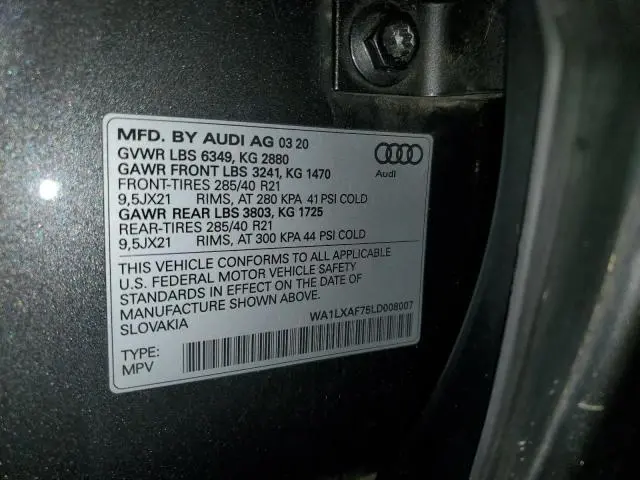 MFD. BY AUDI AG 03 20
GVWR LBS 6349, KG 2880
GAWR FRONT LBS 3241, KG 1470
FRONT-TIRES 285/40 R21
9,5JX21 RIMS, AT 280 KPA 41 PSI COLD
GAWR REAR LBS 3803, KG 1725
REAR-TIRES 285/40 R21
9,5JX21 RIMS, AT 300 KPA 44 PSI COLD
Audi
THIS VEHICLE CONFORMS TO ALL APPLICABLE
U.S. FEDERAL MOTOR VEHICLE SAFETY
STANDARDS IN EFFECT ON THE DATE OF
MANUFACTURE SHOWN ABOVE.
SLOVAKIA
WA1LXAF75LD008007
TYPE:
MPV